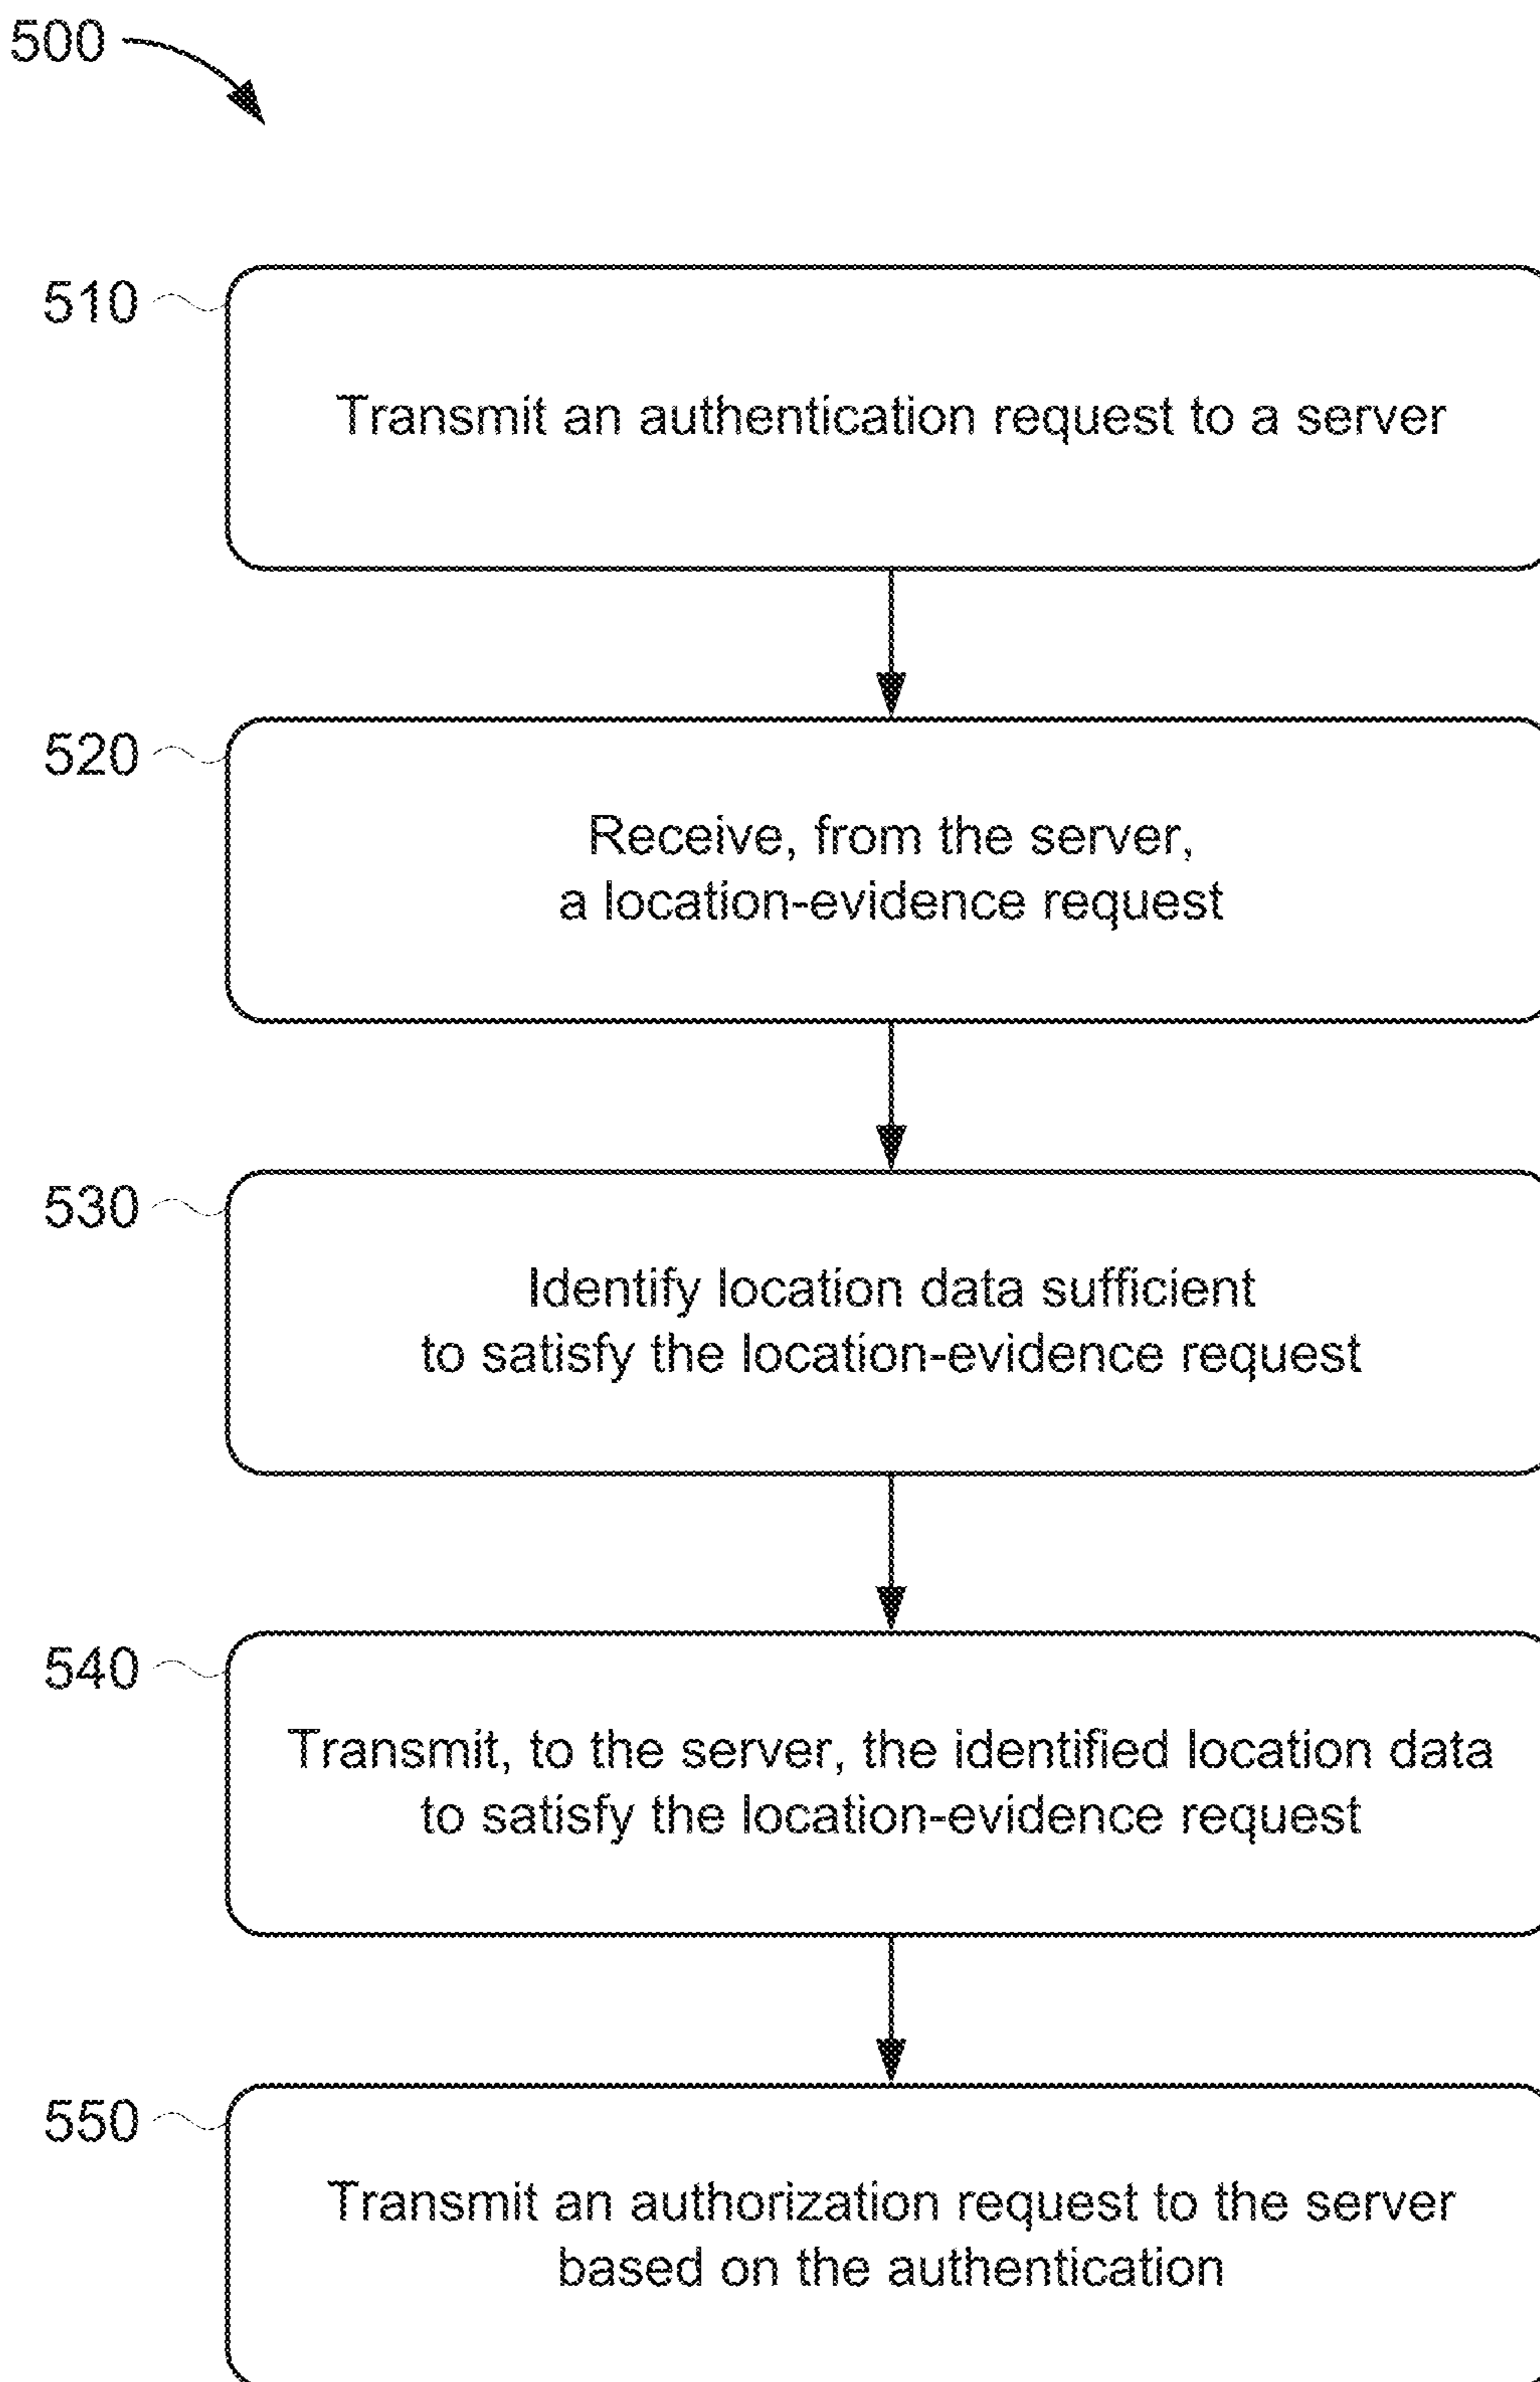 500
510
Transmit an authentication request to a server
520
Receive, from the server,
a location-evidence request
530
Identify location data sufficient
to satisfy the location-evidence request
540
Transmit, to the server, the identified location data
to satisfy the location-evidence request
550
Transmit an authorization request to the server
based on the authentication